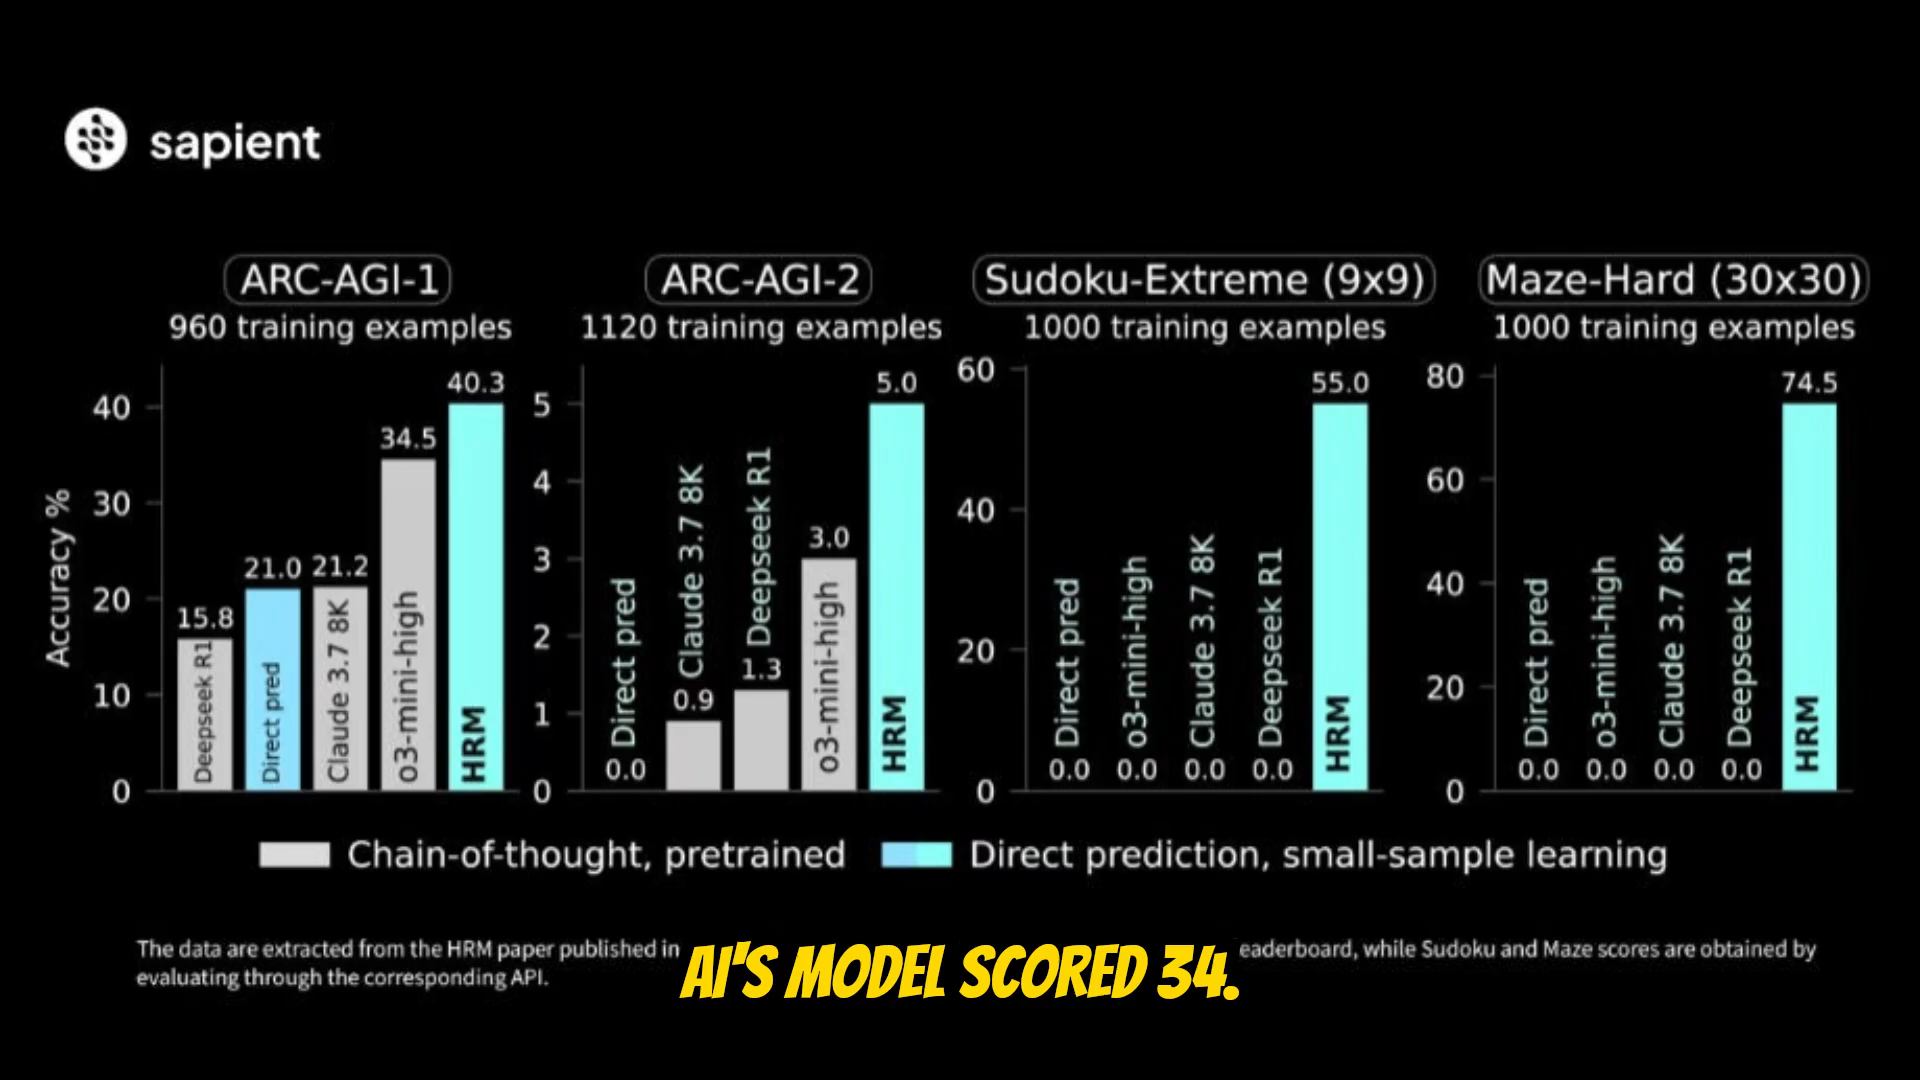 sapient
ARC-AGI-1
960 training examples
ARC-AGI-2
1120 training examples
Sudoku-Extreme (9x9)
1000 training examples
Maze-Hard (30x30)
1000 training examples
Accuracy %
40
30
20
10
0
15.8
Deepseek R1
21.0
Direct pred
21.2
Claude 3.7 8K
34.5
o3-mini-high
40.3
HRM
5
4
3
2
1
0
Direct pred
0.0
Claude 3.7 8K
0.9
Deepseek R1
1.3
3.0
o3-mini-high
5.0
HRM
60
40
20
0
Direct pred
0.0
o3-mini-high
0.0
Claude 3.7 8K
0.0
Deepseek R1
0.0
55.0
HRM
80
60
40
20
0
Direct pred
0.0
o3-mini-high
0.0
Claude 3.7 8K
0.0
Deepseek R1
0.0
74.5
HRM
Chain-of-thought, pretrained
Direct prediction, small-sample learning
The data are extracted from the HRM paper published in eaderboard, while Sudoku and Maze scores are obtained by
evaluating through the corresponding API.
AI'S MODEL SCORED 34.